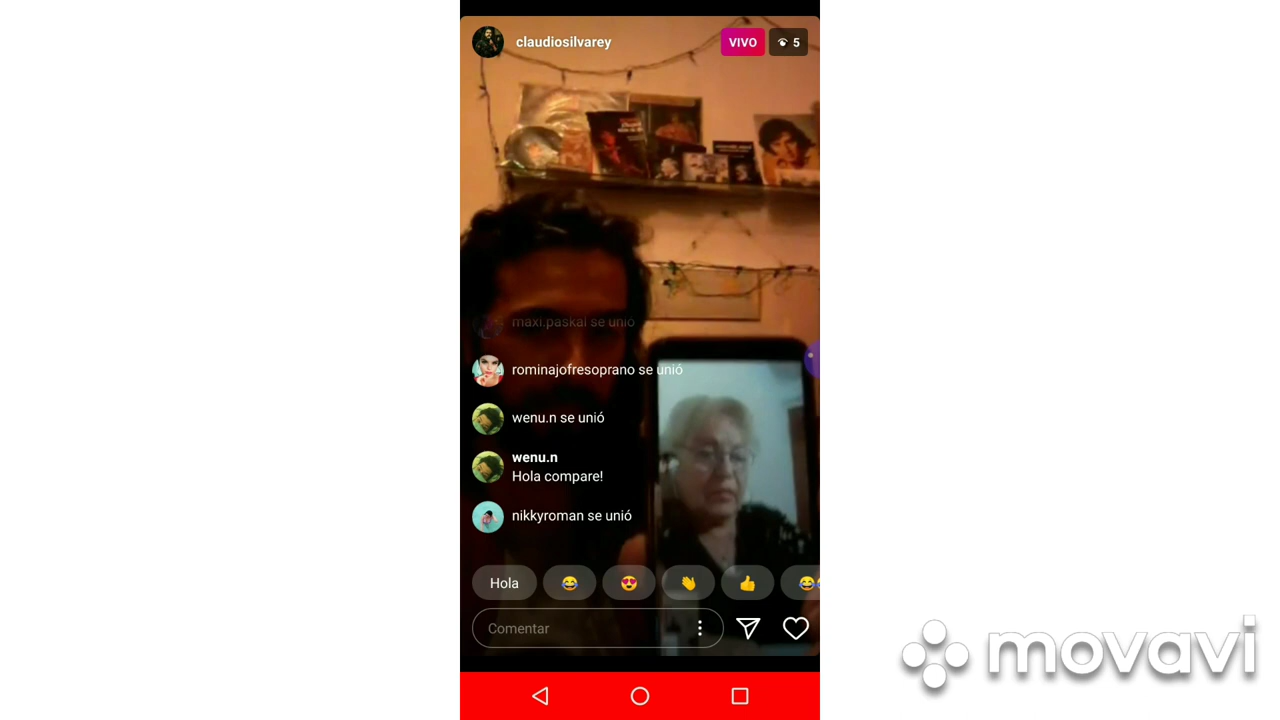 claudiosilvarey
VIVO
5
maxi.paskal se unió
rominajofresoprano se unió
wenu.n se unió
wenu.n
Hola compare!
nikkyroman se unió
Hola
Comentar
movavi